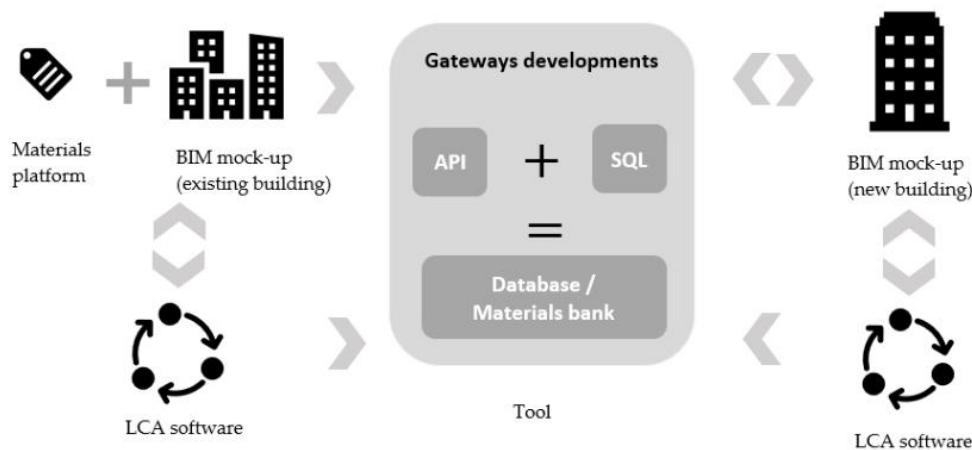 Gateways developments
API
+
SQL
=
Database /
Materials bank
Tool
Materials
platform
+
BIM mock-up
(existing building)
LCA software
BIM mock-up
(new building)
LCA software